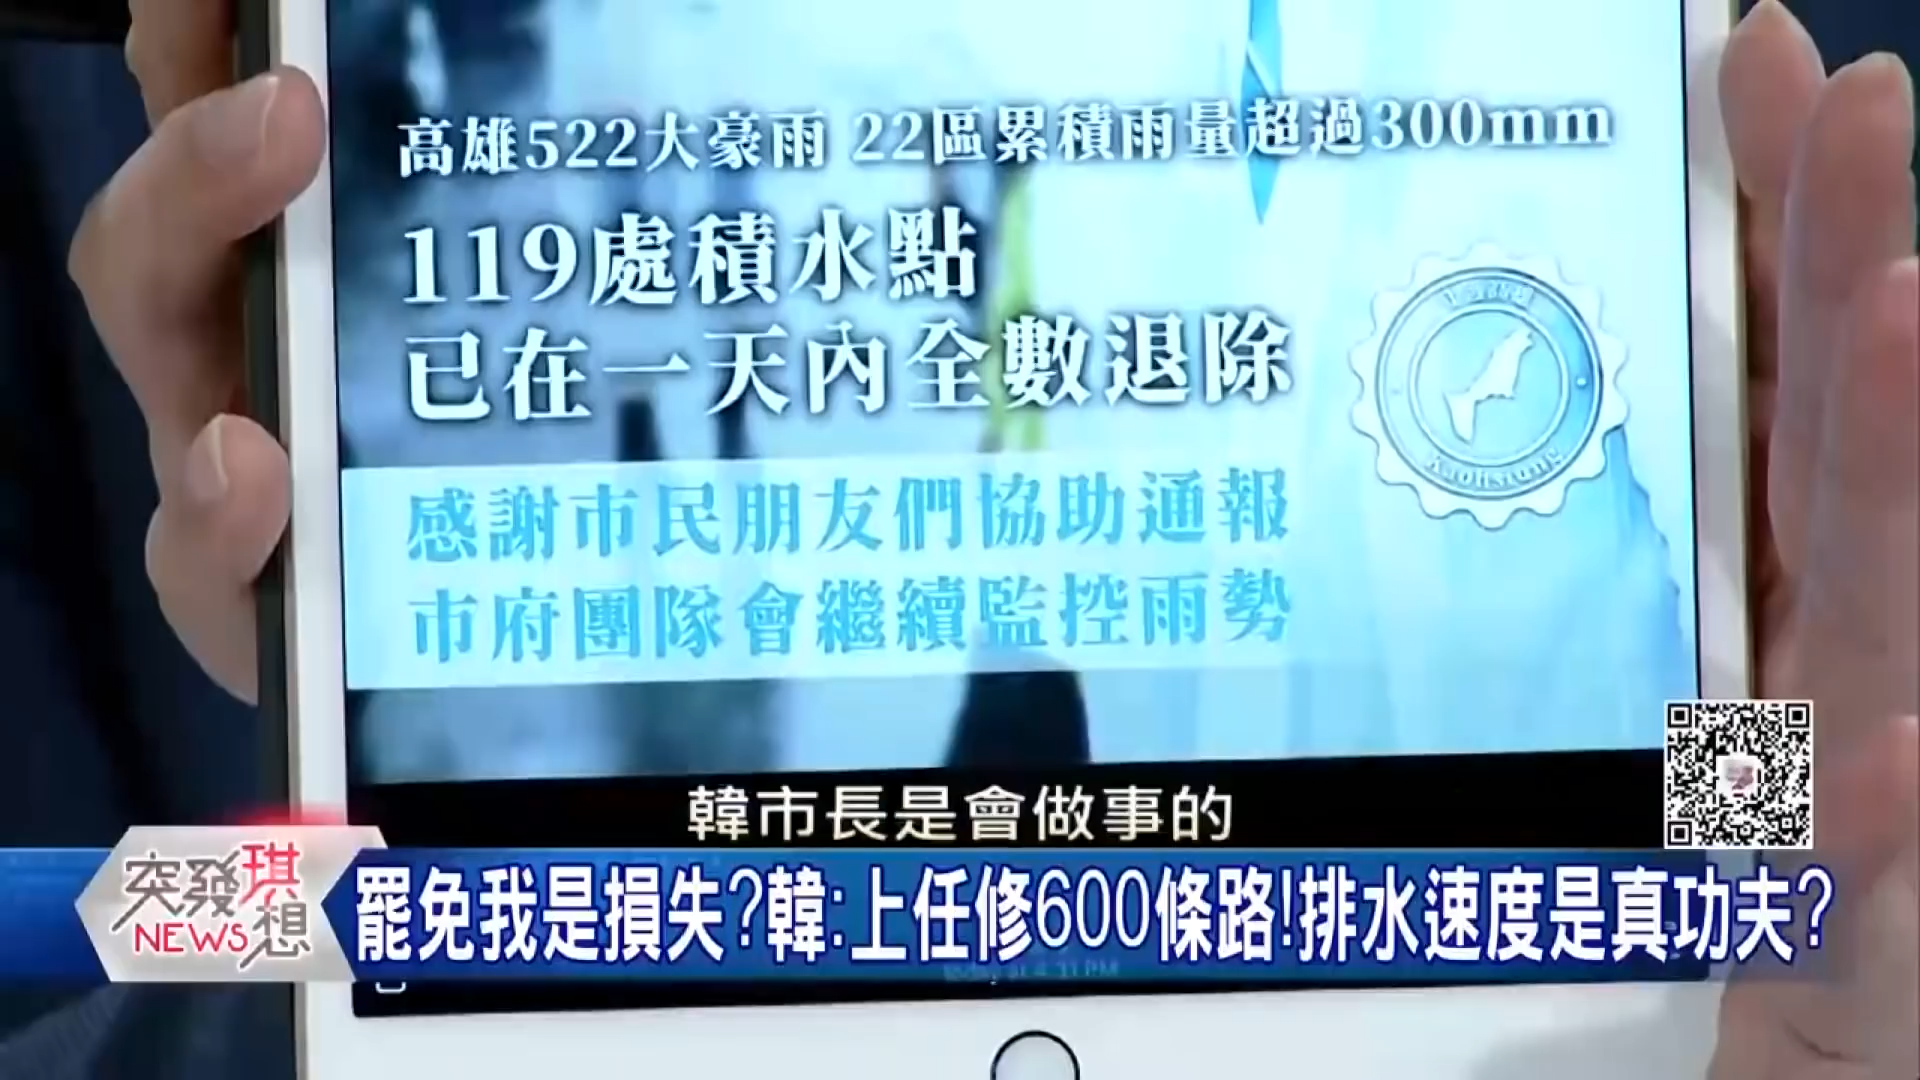 高雄522大豪雨 22區累積雨量超過300mm
119處積水點
已在一天內全數退除
Kaohsiung
感謝市民朋友們協助通報
市府團隊會繼續監控雨勢
韓市長是會做事的
突發琪想
NEWS
罷免我是損失?韓:上任修600條路!排水速度是真功夫?